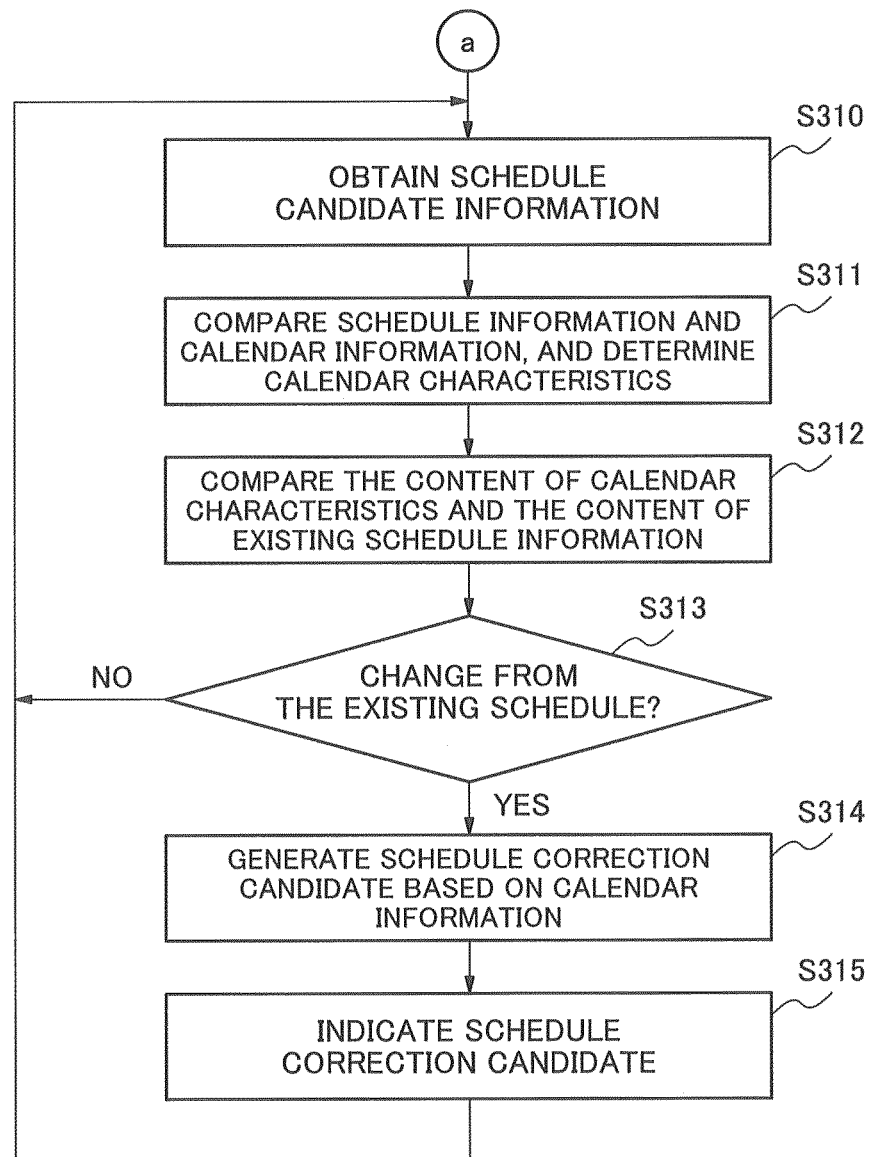 a
S310
OBTAIN SCHEDULE
CANDIDATE INFORMATION
S311
COMPARE SCHEDULE INFORMATION AND
CALENDAR INFORMATION, AND DETERMINE
CALENDAR CHARACTERISTICS
S312
COMPARE THE CONTENT OF CALENDAR
CHARACTERISTICS AND THE CONTENT OF
EXISTING SCHEDULE INFORMATION
S313
CHANGE FROM
THE EXISTING SCHEDULE?
NO
YES
S314
GENERATE SCHEDULE CORRECTION
CANDIDATE BASED ON CALENDAR
INFORMATION
S315
INDICATE SCHEDULE
CORRECTION CANDIDATE